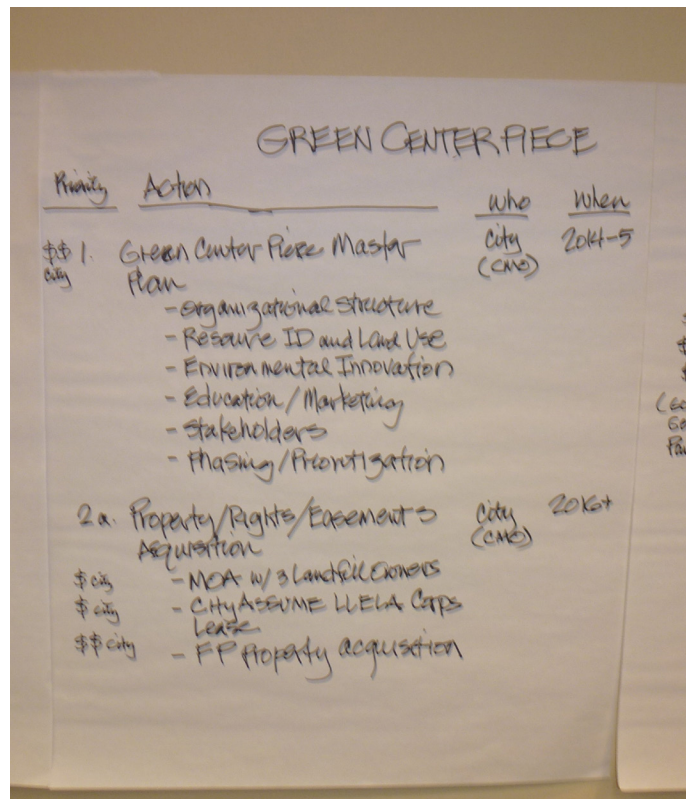 GREEN CENTERPIECE
Priority Action who when
$$ 1. Green Center Piece Master City 2014-5
city Plan (CMO)
- Organizational Structure
- Resource ID and Land Use
- Environmental Innovation
- Education/Marketing
- Stakeholders
- Phasing/Prioritization
2a. Property/Rights/Easements City 2016+
Acquisition (CMO)
$ city - MOA w/ 3 Landfill Owners
$ city - City ASSUME LLELA Corps
Lease
$$ city - FP Property acquisition
$
$
$